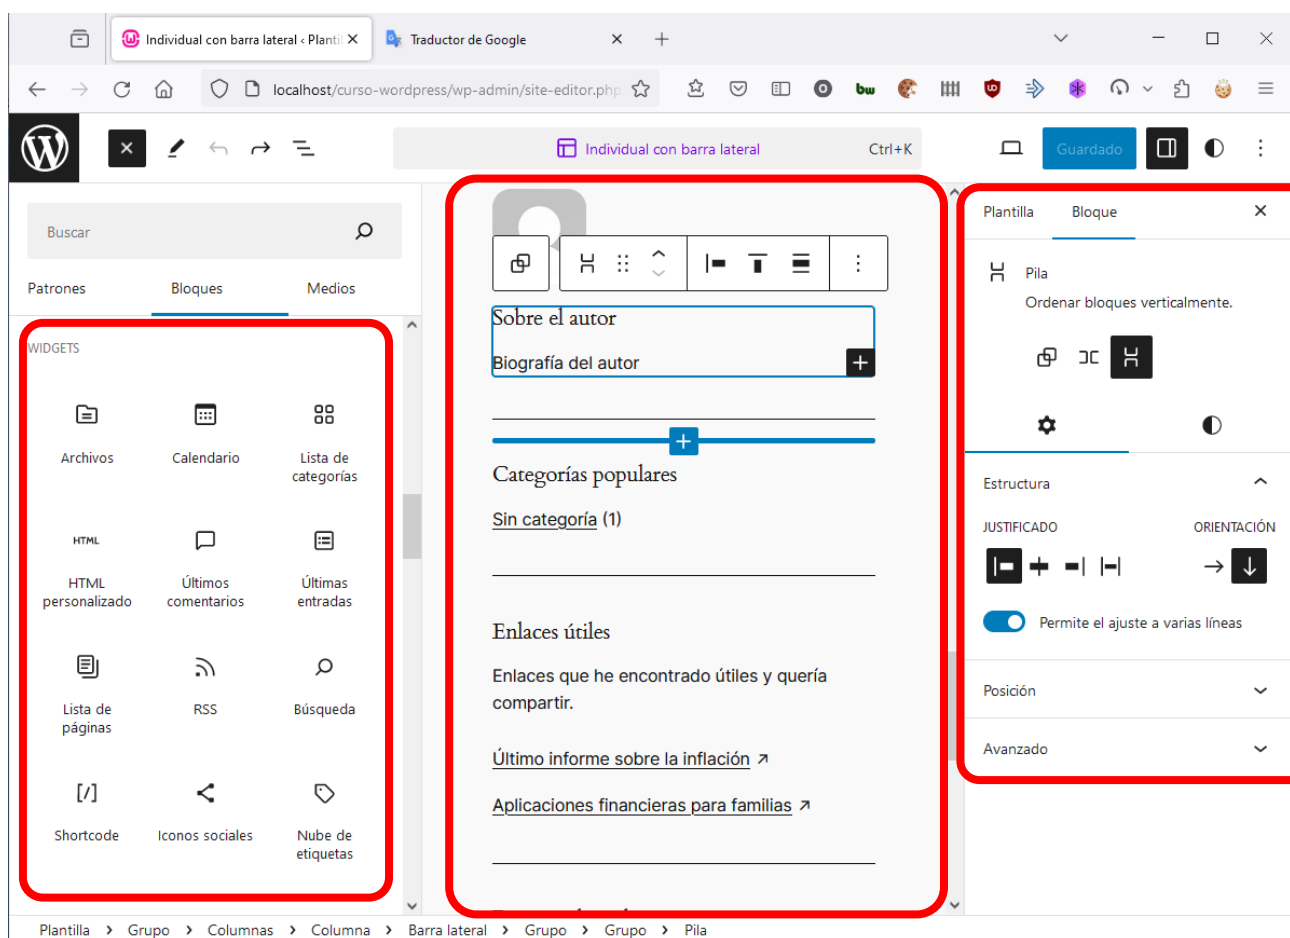 Individual con barra lateral ‹ Plantil
Traductor de Google
localhost/curso-wordpress/wp-admin/site-editor.php
Individual con barra lateral
Ctrl+K
Guardado
Buscar
Patrones
Bloques
Medios
WIDGETS
Archivos
Calendario
Lista de
categorías
HTML
HTML
personalizado
Últimos
comentarios
Últimas
entradas
Lista de
páginas
RSS
Búsqueda
[/]
Shortcode
Iconos sociales
Nube de
etiquetas
Sobre el autor
Biografía del autor
Categorías populares
Sin categoría (1)
Enlaces útiles
Enlaces que he encontrado útiles y quería
compartir.
Último informe sobre la inflación ↗
Aplicaciones financieras para familias ↗
Plantilla
Bloque
Pila
Ordenar bloques verticalmente.
Estructura
JUSTIFICADO
ORIENTACIÓN
Permite el ajuste a varias líneas
Posición
Avanzado
Plantilla › Grupo › Columnas › Columna › Barra lateral › Grupo › Grupo › Pila